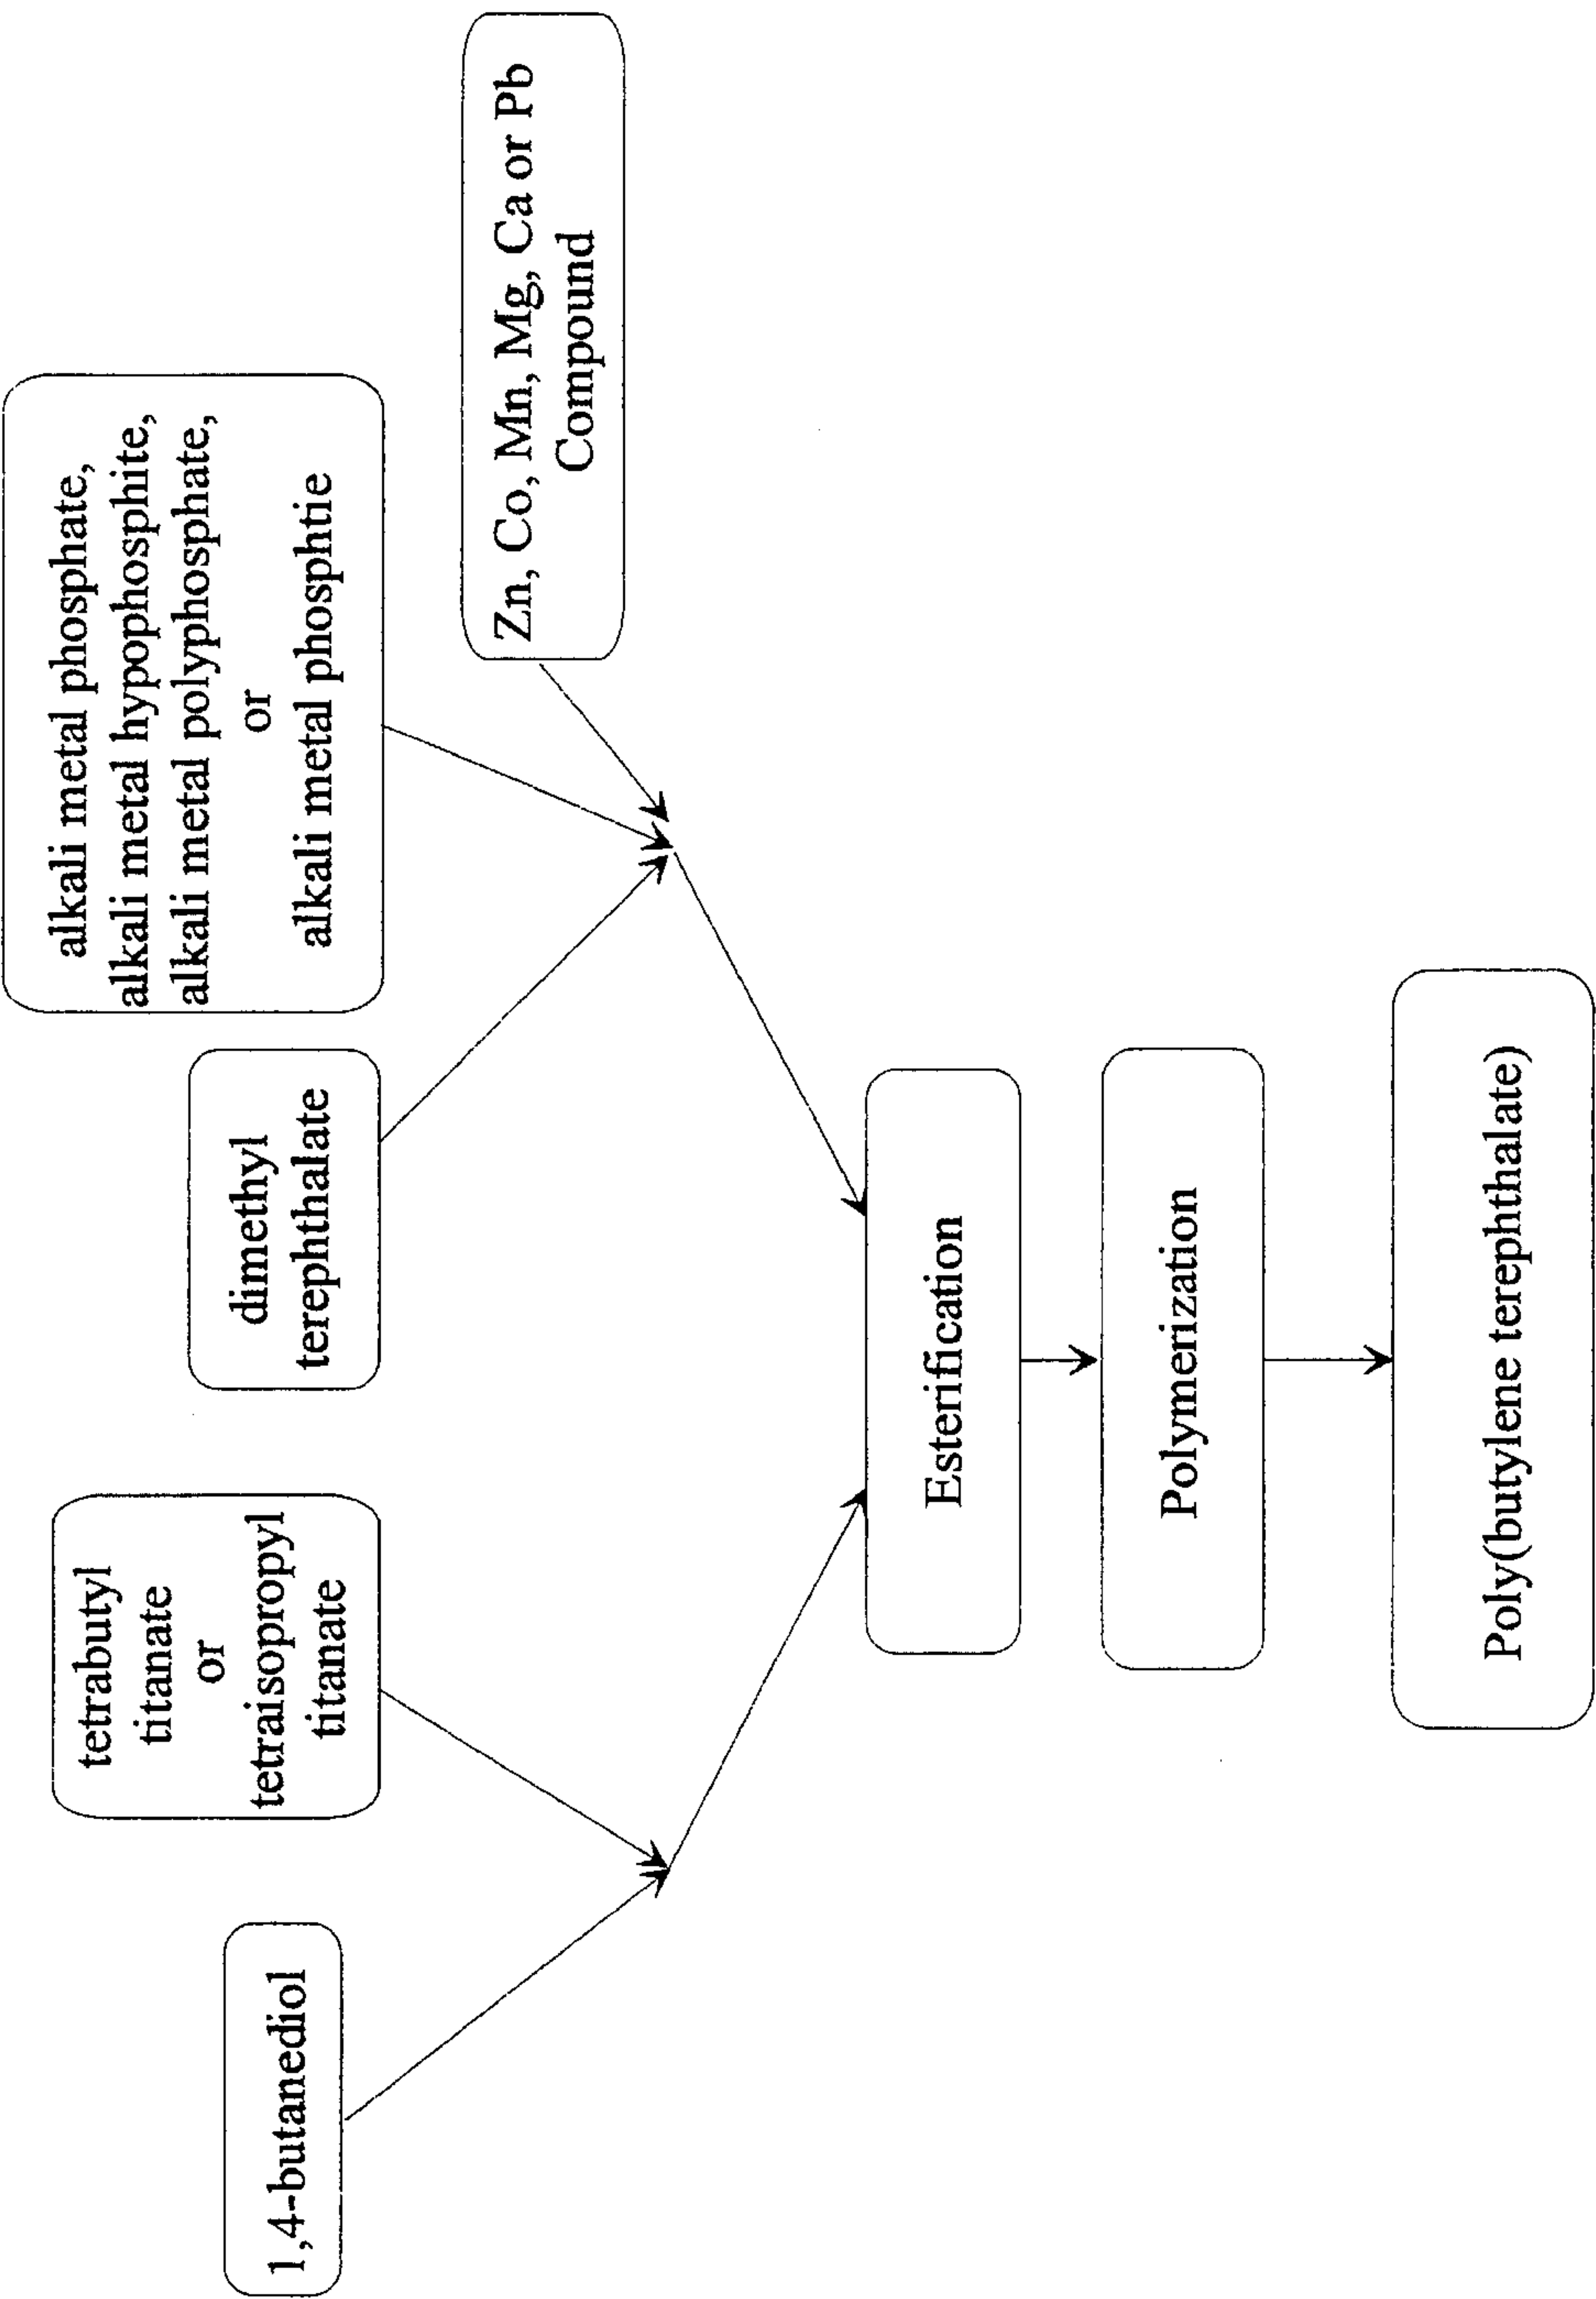 1,4-butanediol
tetrabutyl
titanate
or
tetraisopropyl
titanate
dimethyl
terephthalate
alkali metal phosphate,
alkali metal hypophosphite,
alkali metal polyphosphate,
or
alkali metal phosphtie
Zn, Co, Mn, Mg, Ca or Pb
Compound
Esterification
Polymerization
Poly(butylene terephthalate)